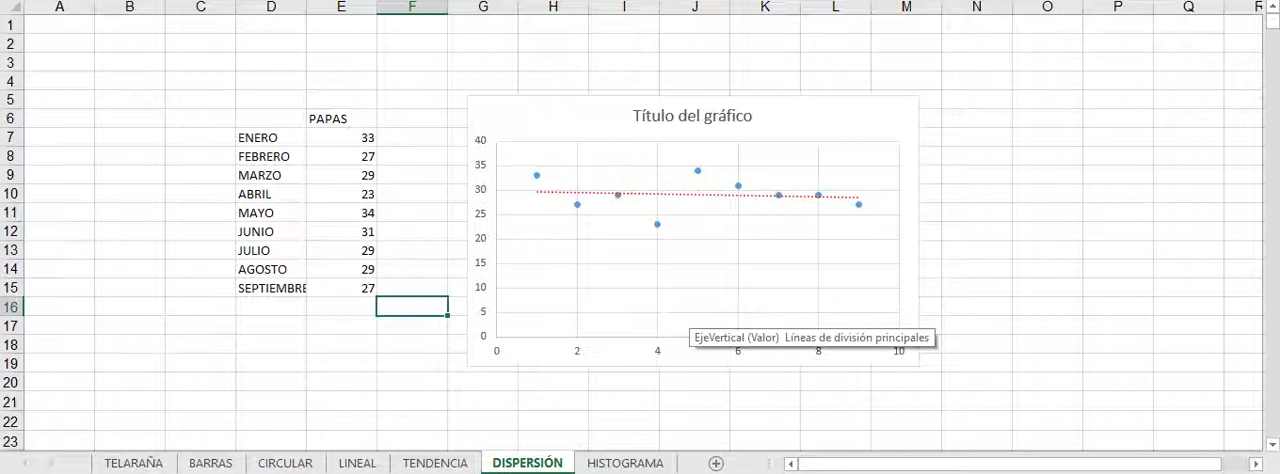 A B C D E F G H I J K L M N O P Q R
1
2
3
4
5
6 PAPAS
7 ENERO 33
8 FEBRERO 27
9 MARZO 29
10 ABRIL 23
11 MAYO 34
12 JUNIO 31
13 JULIO 29
14 AGOSTO 29
15 SEPTIEMBRE 27
16
17
18
19
20
21
22
23
Título del gráfico
40
35
30
25
20
15
10
5
0
0 2 4 6 8 10
EjeVertical (Valor) Líneas de división principales
TELARAÑA BARRAS CIRCULAR LINEAL TENDENCIA DISPERSIÓN HISTOGRAMA